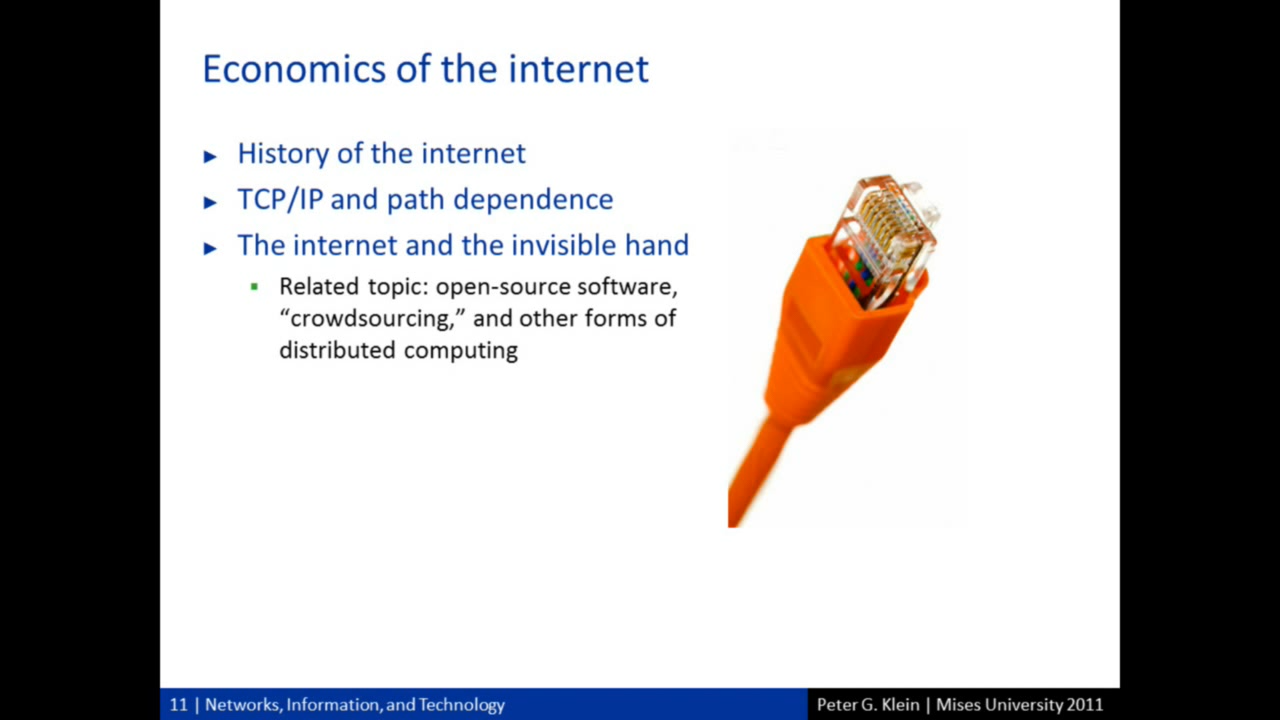 Economics of the internet
► History of the internet
► TCP/IP and path dependence
► The internet and the invisible hand
▪ Related topic: open-source software,
“crowdsourcing,” and other forms of
distributed computing
11 | Networks, Information, and Technology
Peter G. Klein | Mises University 2011